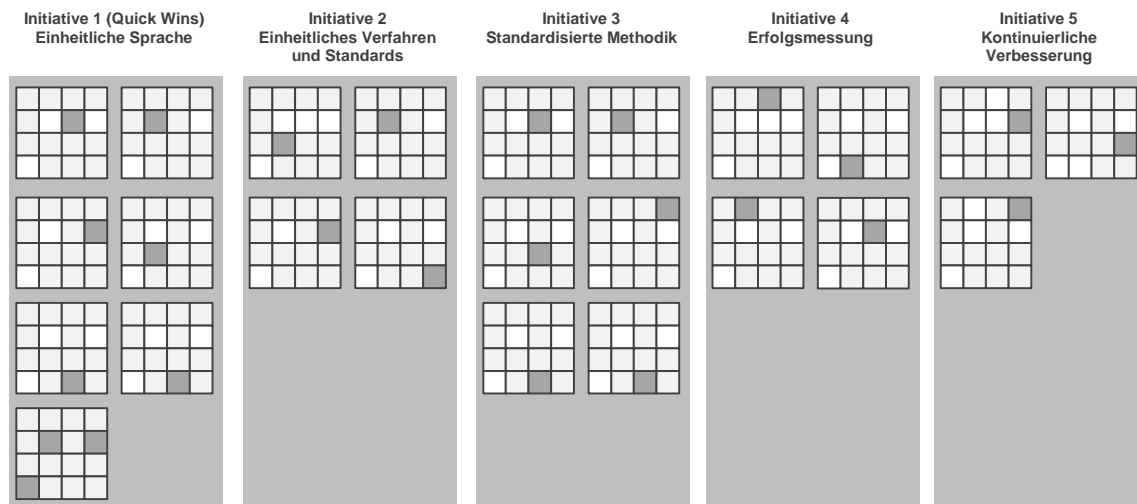 Initiative 1 (Quick Wins)
Einheitliche Sprache
Initiative 2
Einheitliches Verfahren
und Standards
Initiative 3
Standardisierte Methodik
Initiative 4
Erfolgsmessung
Initiative 5
Kontinuierliche
Verbesserung